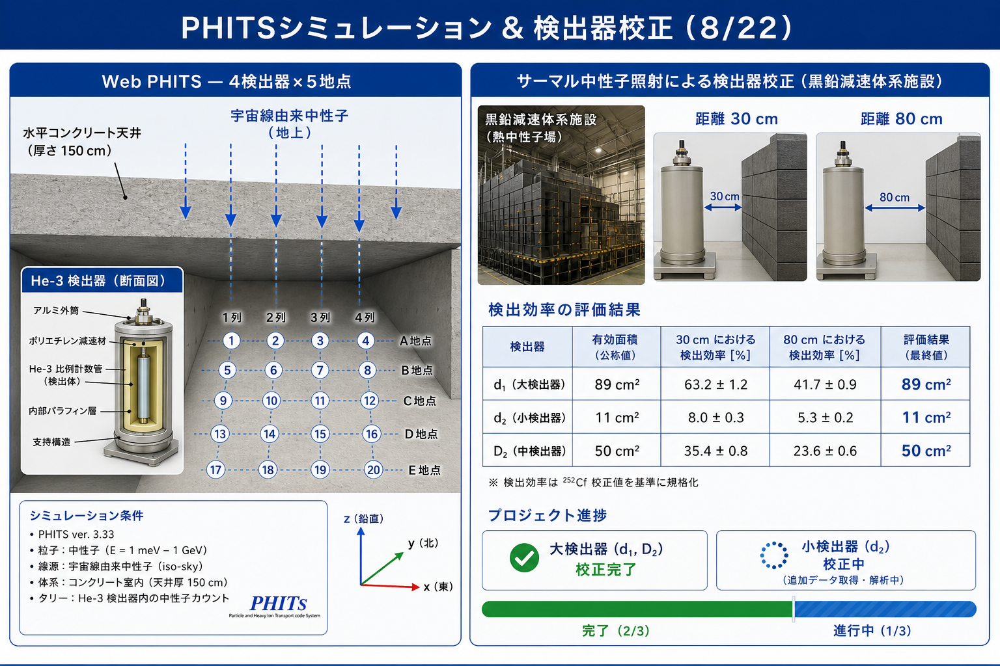 PHITSシミュレーション & 検出器校正（8/22）
Web PHITS — 4検出器×5地点
宇宙線由来中性子
（地上）
水平コンクリート天井
（厚さ 150 cm）
He-3 検出器（断面図）
アルミ外筒
ポリエチレン減速材
He-3 比例計数管
（検出体）
内部パラフィン層
支持構造
1列 2列 3列 4列
1 2 3 4 A地点
5 6 7 8 B地点
9 10 11 12 C地点
13 14 15 16 D地点
17 18 19 20 E地点
シミュレーション条件
• PHITS ver. 3.33
• 粒子：中性子（E = 1 meV – 1 GeV）
• 線源：宇宙線由来中性子（iso-sky）
• 体系：コンクリート室内（天井厚 150 cm）
• タリー：He-3 検出器内の中性子カウント
PHITS
Particle and Heavy Ion Transport code System
z（鉛直）
y（北）
x（東）
サーマル中性子照射による検出器校正（黒鉛減速体系施設）
黒鉛減速体系施設
（熱中性子場）
距離 30 cm
30 cm
距離 80 cm
80 cm
検出効率の評価結果
検出器 有効面積（公称値） 30 cm における検出効率 [%] 80 cm における検出効率 [%] 評価結果（最終値）
d₁（大検出器） 89 cm² 63.2 ± 1.2 41.7 ± 0.9 89 cm²
d₂（小検出器） 11 cm² 8.0 ± 0.3 5.3 ± 0.2 11 cm²
D₂（中検出器） 50 cm² 35.4 ± 0.8 23.6 ± 0.6 50 cm²
※ 検出効率は ²⁵²Cf 校正値を基準に規格化
プロジェクト進捗
大検出器（d₁, D₂）
校正完了
小検出器（d₂）
校正中
（追加データ取得・解析中）
完了（2/3）
進行中（1/3）